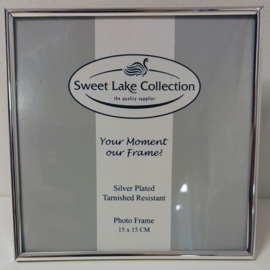 Sweet Lake Collection
the quality supplier
Your Moment
our Frame!
Silver Plated
Tarnished Resistant
Photo Frame
15 x 15 CM